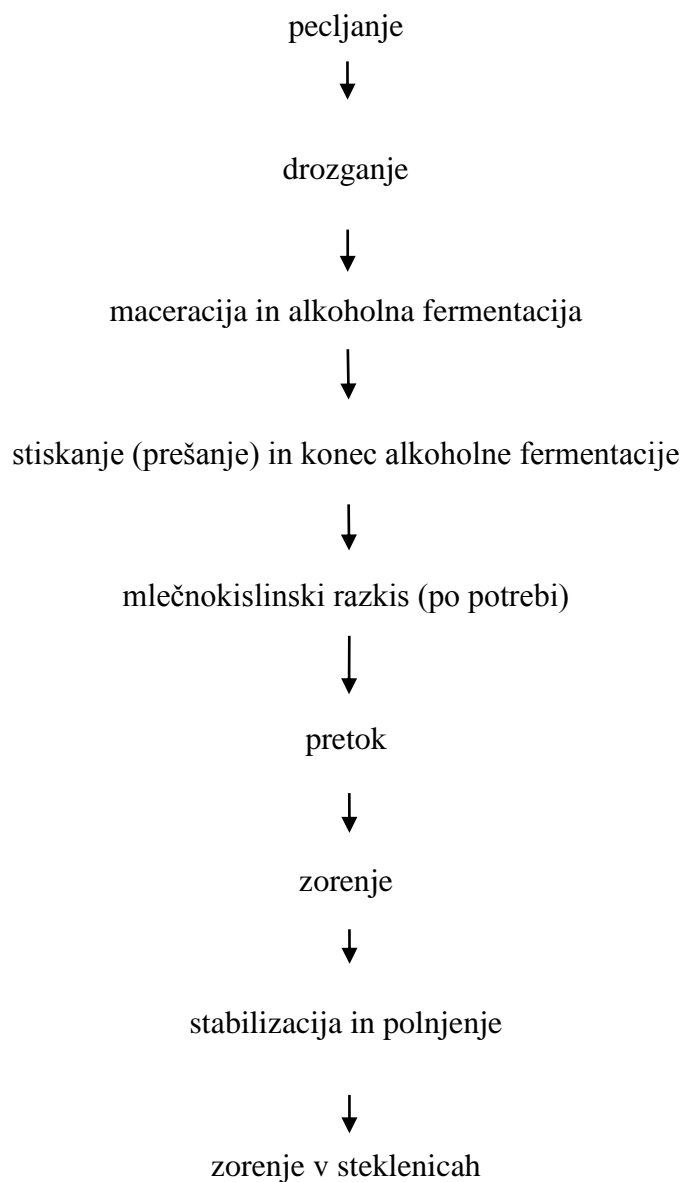 pecljanje
drozganje
maceracija in alkoholna fermentacija
stiskanje (prešanje) in konec alkoholne fermentacije
mlečnokislinski razkis (po potrebi)
pretok
zorenje
stabilizacija in polnjenje
zorenje v steklenicah